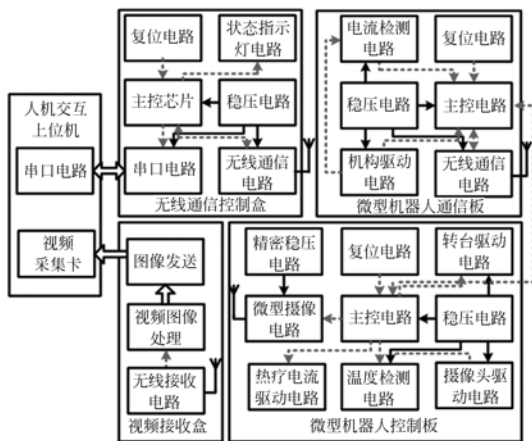 人机交互
上位机
串口电路
视频
采集卡
复位电路
状态指示
灯电路
主控芯片
稳压电路
串口电路
无线通信
电路
无线通信控制盒
电流检测
电路
复位电路
稳压电路
主控电路
机构驱动
电路
无线通信
电路
微型机器人通信板
图像发送
视频图像
处理
无线接收
电路
视频接收盒
精密稳压
电路
复位电路
转台驱动
电路
微型摄像
电路
主控电路
稳压电路
热疗电流
驱动电路
温度检测
电路
摄像头驱
动电路
微型机器人控制板